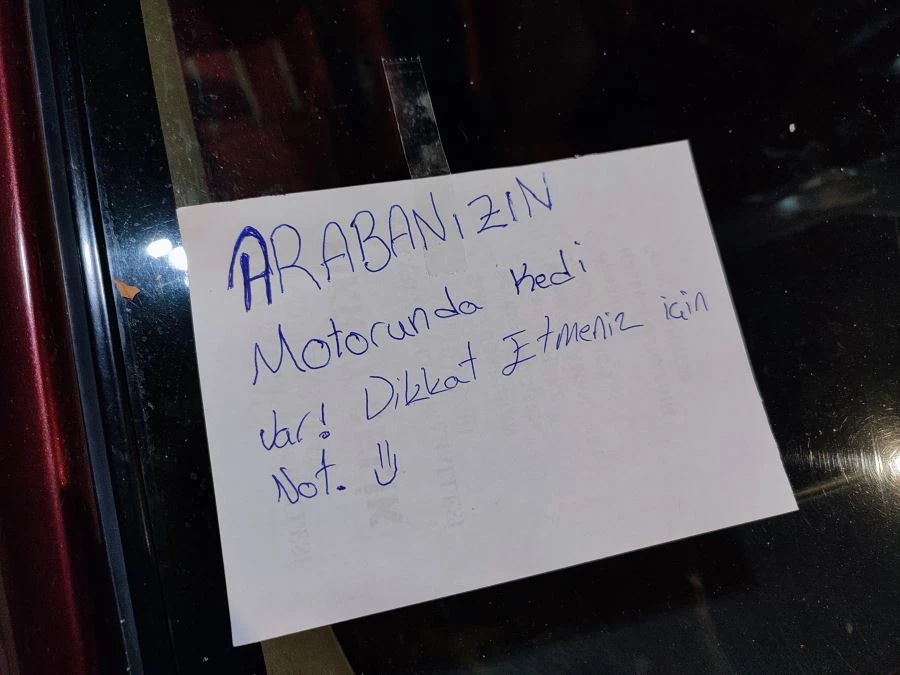 ARABANIZIN
Motorunda Kedi
Var! Dikkat Etmeniz için
Not. =)